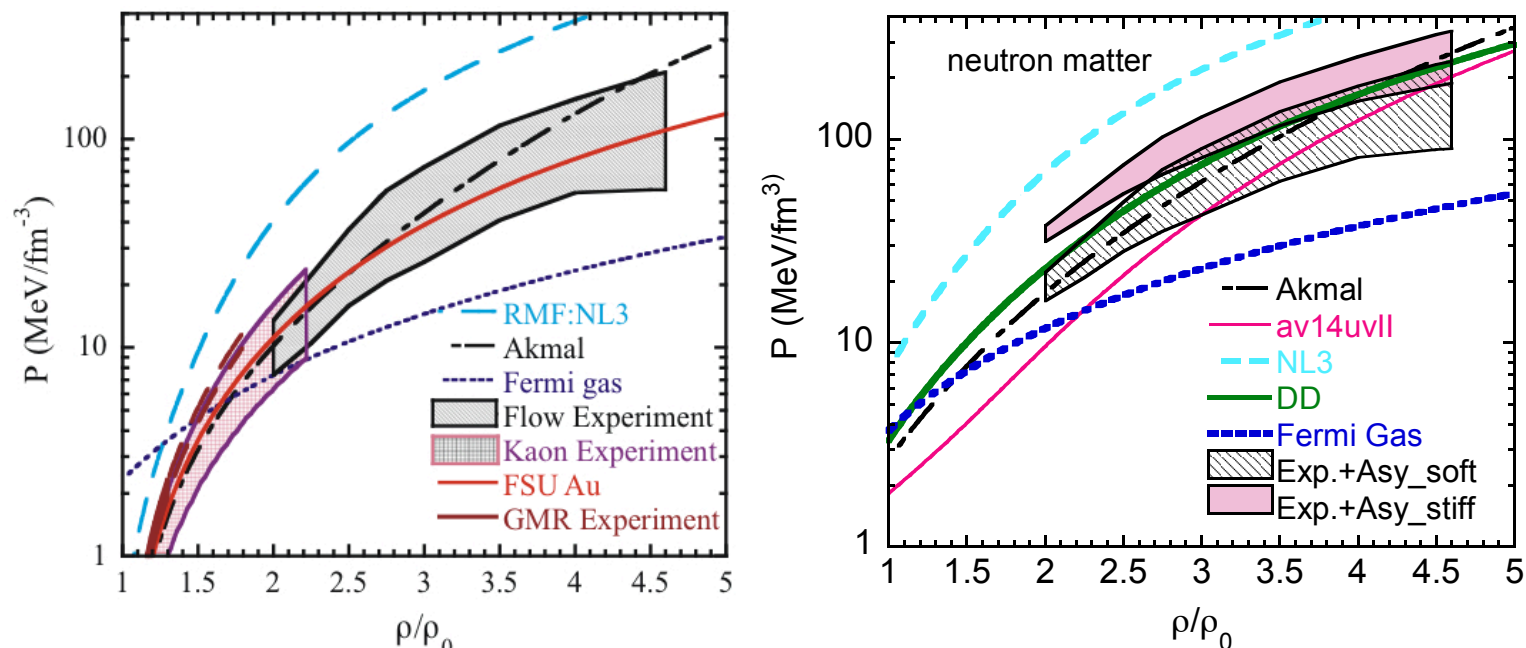 100
10
1
P (MeV/fm⁻³)
RMF:NL3
Akmal
Fermi gas
Flow Experiment
Kaon Experiment
FSU Au
GMR Experiment
1 1.5 2 2.5 3 3.5 4 4.5 5
ρ/ρ₀
neutron matter
100
10
1
P (MeV/fm³)
Akmal
av14uvII
NL3
DD
Fermi Gas
Exp.+Asy_soft
Exp.+Asy_stiff
1 1.5 2 2.5 3 3.5 4 4.5 5
ρ/ρ₀